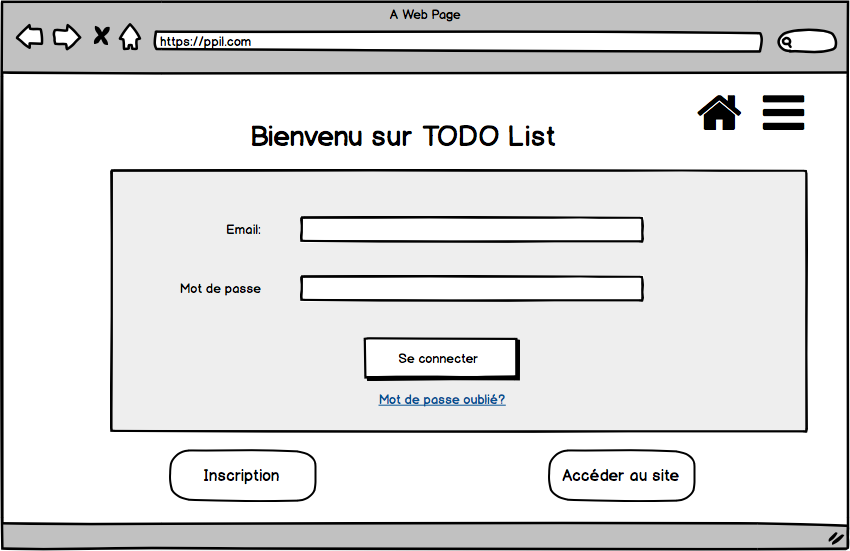 A Web Page
https://ppil.com
Bienvenu sur TODO List
Email:
Mot de passe
Se connecter
Mot de passe oublié?
Inscription
Accéder au site